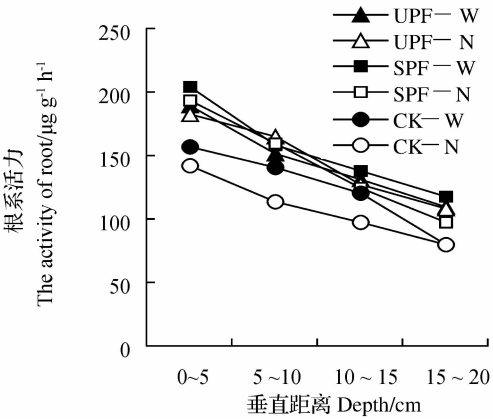 UPF— W
UPF— N
SPF—W
SPF—N
CK—W
CK—N
250
200
150
100
50
0
根系活力
The activity of root/μg g⁻¹ h⁻¹
0~5
5 ~10
10 ~ 15
15 ~ 20
垂直距离 Depth/cm